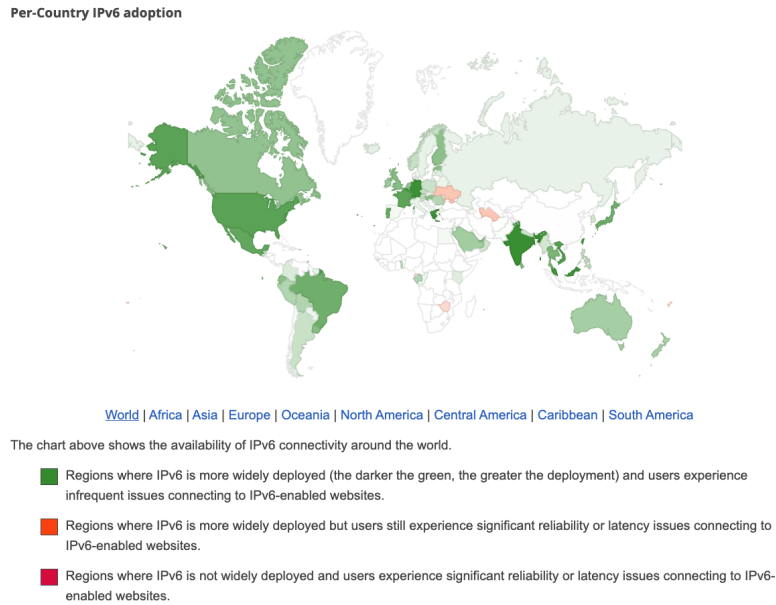 Per-Country IPv6 adoption
World | Africa | Asia | Europe | Oceania | North America | Central America | Caribbean | South America
The chart above shows the availability of IPv6 connectivity around the world.
Regions where IPv6 is more widely deployed (the darker the green, the greater the deployment) and users experience
infrequent issues connecting to IPv6-enabled websites.
Regions where IPv6 is more widely deployed but users still experience significant reliability or latency issues connecting to
IPv6-enabled websites.
Regions where IPv6 is not widely deployed and users experience significant reliability or latency issues connecting to IPv6-
enabled websites.